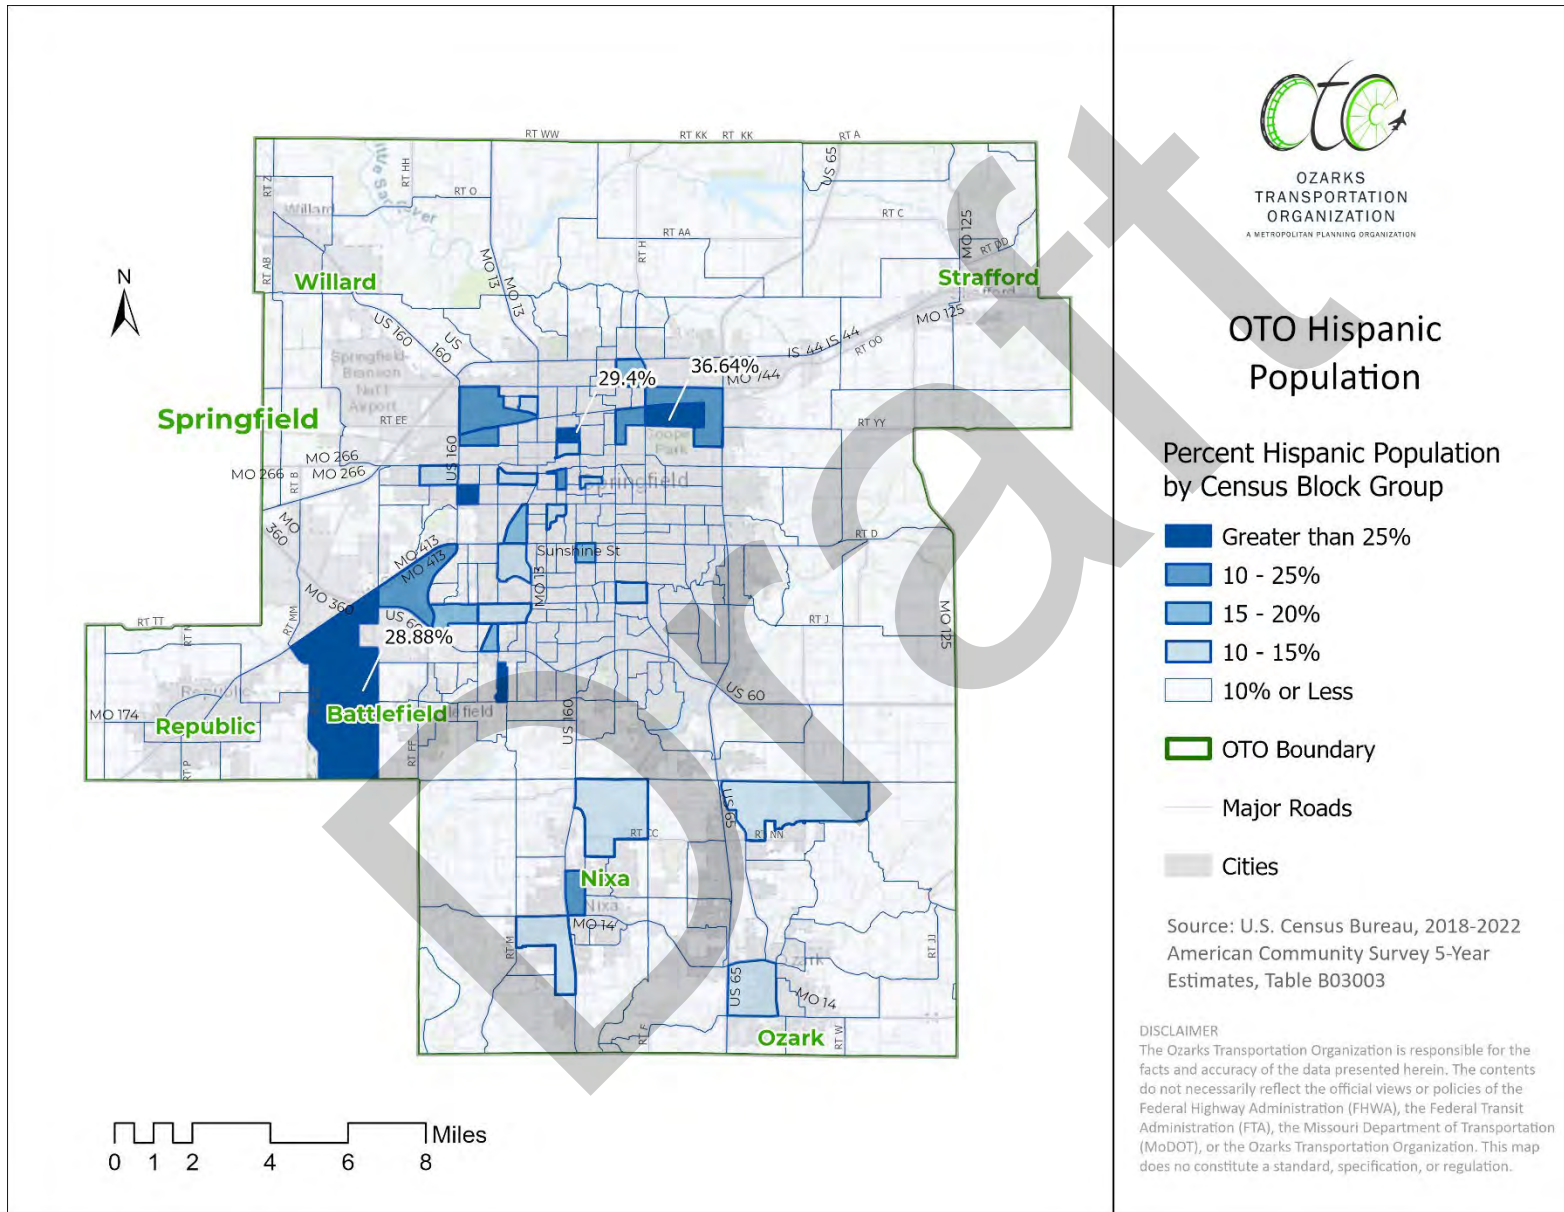 RT WW
RT KK
RT KK
RT A
US 65
RT Z
RT HH
RT O
Willard
RT C
MO 125
RT DD
RT AA
RT H
RT AB
MO 13
MO 13
Willard
Strafford
N
US 160
US 160
MO 125
IS 44
IS 44
RT OO
Springfield-
Branson
Nat'l
Airport
29.4%
36.64%
MO 744
Springfield
RT EE
RT YY
US 160
MO 266
MO 266
MO 266
RT B
Springfield
MO 360
MO 413
MO 413
Sunshine St
RT D
MO 13
MO 360
RT MM
US 60
28.88%
RT TT
RT N
RT J
MO 125
Republic
MO 174
Republic
Battlefield
US 60
US 160
RT P
RT FF
US 65
RT CC
RT NN
Nixa
Nixa
MO 14
RT M
RT JJ
Ozark
US 65
MO 14
RT F
RT W
Ozark
Miles
0 1 2 4 6 8
Draft
oto
OZARKS
TRANSPORTATION
ORGANIZATION
A METROPOLITAN PLANNING ORGANIZATION
OTO Hispanic
Population
Percent Hispanic Population
by Census Block Group
Greater than 25%
10 - 25%
15 - 20%
10 - 15%
10% or Less
OTO Boundary
Major Roads
Cities
Source: U.S. Census Bureau, 2018-2022
American Community Survey 5-Year
Estimates, Table B03003
DISCLAIMER
The Ozarks Transportation Organization is responsible for the
facts and accuracy of the data presented herein. The contents
do not necessarily reflect the official views or policies of the
Federal Highway Administration (FHWA), the Federal Transit
Administration (FTA), the Missouri Department of Transportation
(MoDOT), or the Ozarks Transportation Organization. This map
does no constitute a standard, specification, or regulation.